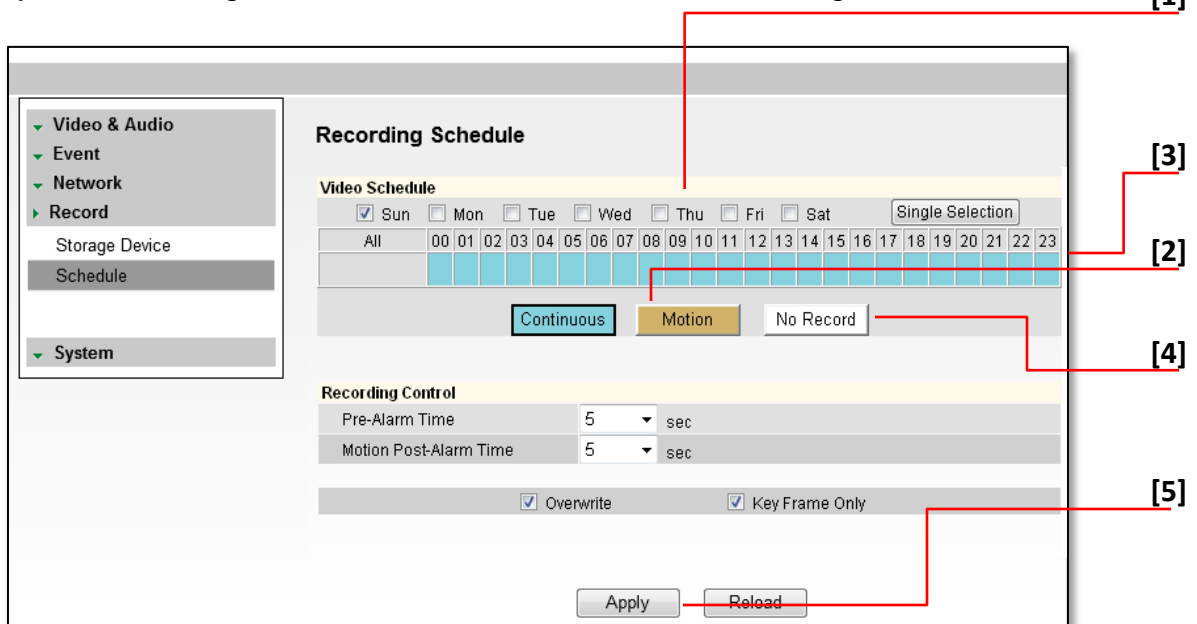 [1]
Video & Audio
Event
Network
Record
Storage Device
Schedule
System
Recording Schedule
Video Schedule
Sun Mon Tue Wed Thu Fri Sat Single Selection
All 00 01 02 03 04 05 06 07 08 09 10 11 12 13 14 15 16 17 18 19 20 21 22 23
Continuous Motion No Record
Recording Control
Pre-Alarm Time 5 sec
Motion Post-Alarm Time 5 sec
Overwrite Key Frame Only
Apply Reload
[3]
[2]
[4]
[5]